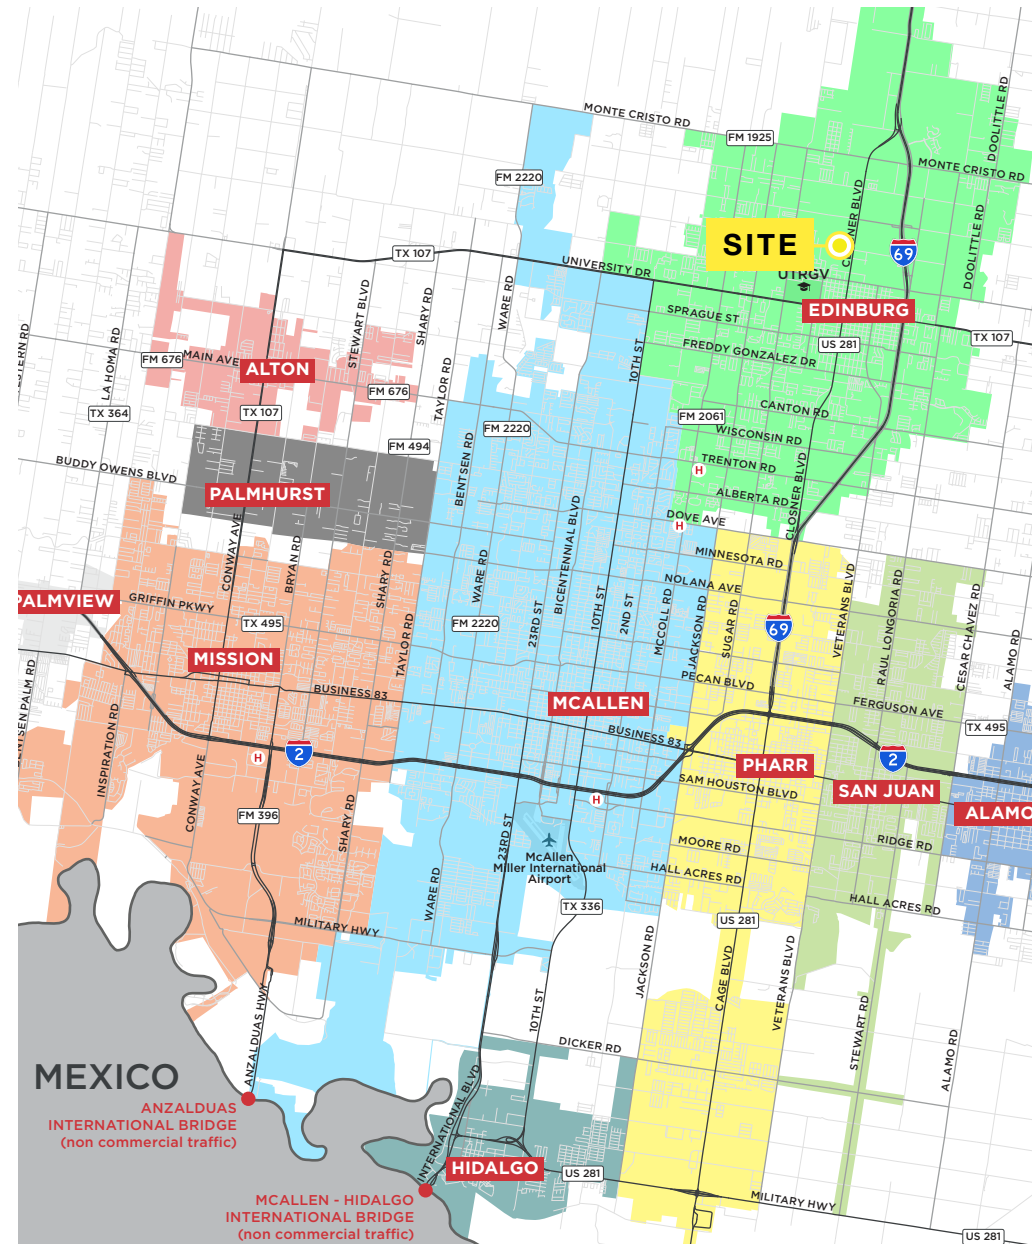 MONTE CRISTO RD
FM 1925
DOOLITTLE RD
MONTE CRISTO RD
FM 2220
SITE
DOOLITTLE RD
69
TX 107
UNIVERSITY DR
UTRGV
EDINBURG
WARE RD
STEWART BLVD
SHARY RD
SPRAGUE ST
US 281
TX 107
LA HOMA RD
FM 676
MAIN AVE
ALTON
10TH ST
FREDDY GONZALEZ DR
TAYLOR RD
FM 676
TX 364
TX 107
FM 2220
FM 2061
CANTON RD
WISCONSIN RD
FM 494
BENTSEN RD
TRENTON RD
H
BUDDY OWENS BLVD
PALMHURST
ALBERTA RD
CLOSNER BLVD
BICENTENNIAL BLVD
DOVE AVE
H
CONWAY AVE
BRYAN RD
SHARY RD
WARE RD
MINNESOTA RD
NOLANA AVE
PALMVIEW
GRIFFIN PKWY
TX 495
FM 2220
23RD ST
10TH ST
2ND ST
MCCOLL RD
JACKSON RD
SUGAR RD
69
VETERANS BLVD
RAUL LONGORIA RD
CESAR CHAVEZ RD
ALAMO RD
MISSION
TAYLOR RD
PECAN BLVD
BUSINESS 83
MCALLEN
FERGUSON AVE
TX 495
INSPIRATION RD
H
2
BUSINESS 83
PHARR
2
SAM HOUSTON BLVD
SAN JUAN
CONWAY AVE
FM 396
SHARY RD
H
ALAMO
23RD ST
MOORE RD
RIDGE RD
McAllen
Miller International
Airport
HALL ACRES RD
WARE RD
TX 336
HALL ACRES RD
MILITARY HWY
US 281
JACKSON RD
CAGE BLVD
VETERANS BLVD
ANZALDUAS HWY
10TH ST
STEWART RD
ALAMO RD
DICKER RD
MEXICO
INTERNATIONAL BLVD
ANZALDUAS
INTERNATIONAL BRIDGE
(non commercial traffic)
HIDALGO
US 281
MILITARY HWY
MCALLEN - HIDALGO
INTERNATIONAL BRIDGE
(non commercial traffic)
US 281